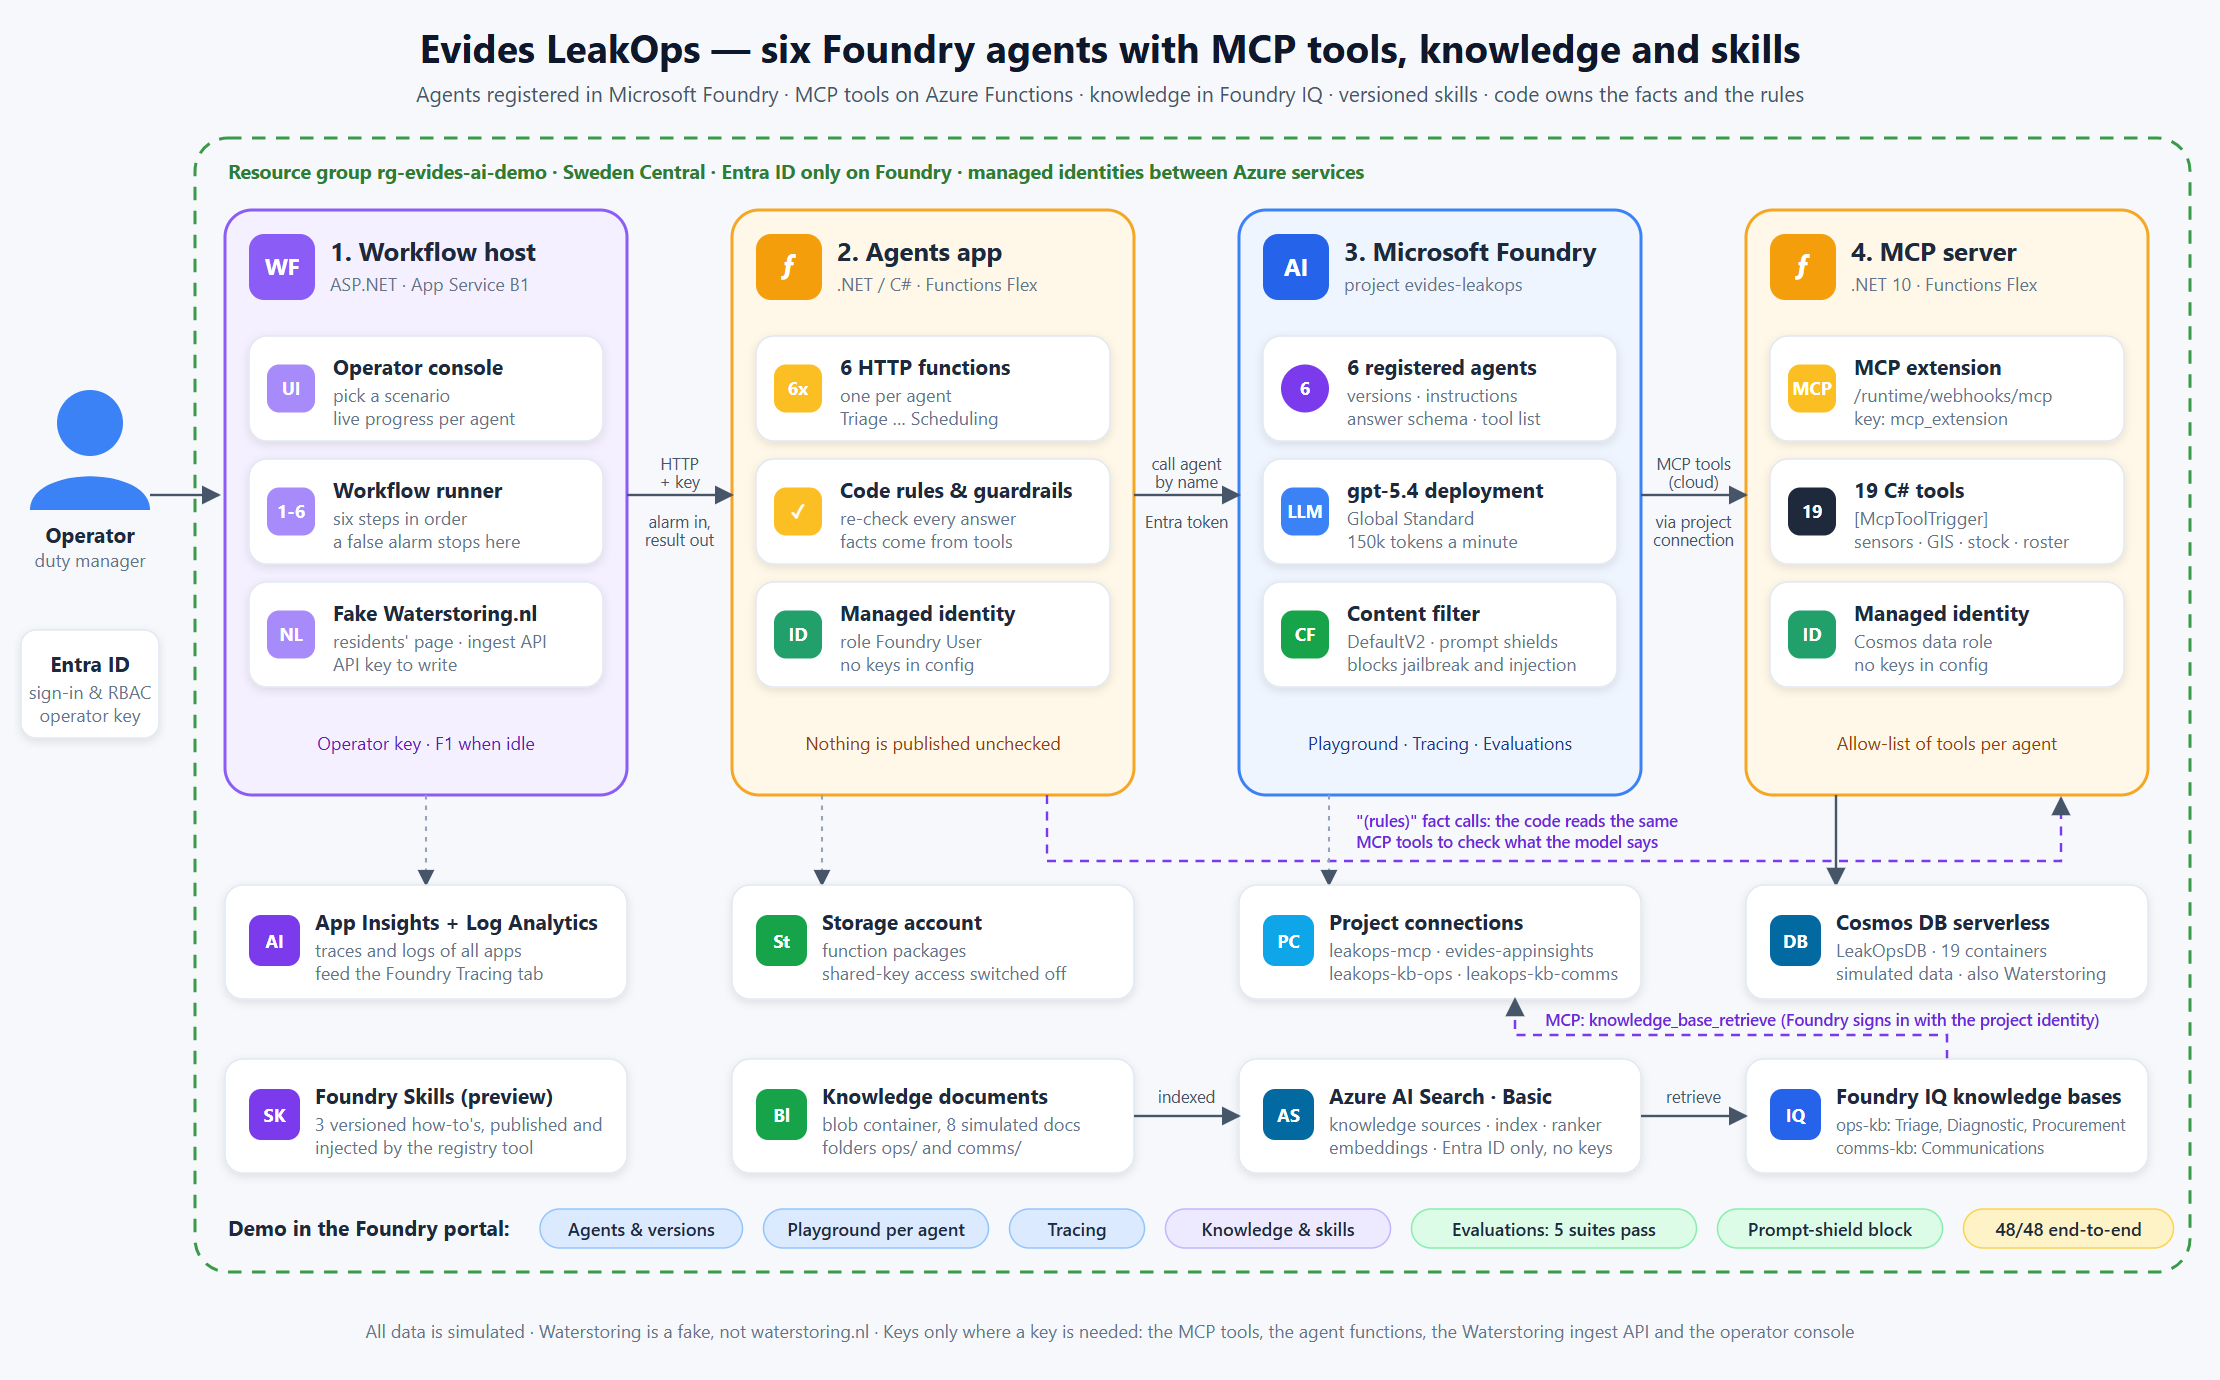 Evides LeakOps — six Foundry agents with MCP tools, knowledge and skills
Agents registered in Microsoft Foundry · MCP tools on Azure Functions · knowledge in Foundry IQ · versioned skills · code owns the facts and the rules
Resource group rg-evides-ai-demo · Sweden Central · Entra ID only on Foundry · managed identities between Azure services
Operator
duty manager
Entra ID
sign-in & RBAC
operator key
WF
1. Workflow host
ASP.NET · App Service B1
UI
Operator console
pick a scenario
live progress per agent
1-6
Workflow runner
six steps in order
a false alarm stops here
NL
Fake Waterstoring.nl
residents' page · ingest API
API key to write
Operator key · F1 when idle
HTTP
+ key
alarm in,
result out
ƒ
2. Agents app
.NET / C# · Functions Flex
6x
6 HTTP functions
one per agent
Triage ... Scheduling
✓
Code rules & guardrails
re-check every answer
facts come from tools
ID
Managed identity
role Foundry User
no keys in config
Nothing is published unchecked
call agent
by name
Entra token
AI
3. Microsoft Foundry
project evides-leakops
6
6 registered agents
versions · instructions
answer schema · tool list
LLM
gpt-5.4 deployment
Global Standard
150k tokens a minute
CF
Content filter
DefaultV2 · prompt shields
blocks jailbreak and injection
Playground · Tracing · Evaluations
MCP tools
(cloud)
via project
connection
ƒ
4. MCP server
.NET 10 · Functions Flex
MCP
MCP extension
/runtime/webhooks/mcp
key: mcp_extension
19
19 C# tools
[McpToolTrigger]
sensors · GIS · stock · roster
ID
Managed identity
Cosmos data role
no keys in config
Allow-list of tools per agent
"(rules)" fact calls: the code reads the same
MCP tools to check what the model says
AI
App Insights + Log Analytics
traces and logs of all apps
feed the Foundry Tracing tab
St
Storage account
function packages
shared-key access switched off
PC
Project connections
leakops-mcp · evides-appinsights
leakops-kb-ops · leakops-kb-comms
DB
Cosmos DB serverless
LeakOpsDB · 19 containers
simulated data · also Waterstoring
MCP: knowledge_base_retrieve (Foundry signs in with the project identity)
SK
Foundry Skills (preview)
3 versioned how-to's, published and
injected by the registry tool
Bl
Knowledge documents
blob container, 8 simulated docs
folders ops/ and comms/
indexed
AS
Azure AI Search · Basic
knowledge sources · index · ranker
embeddings · Entra ID only, no keys
retrieve
IQ
Foundry IQ knowledge bases
ops-kb: Triage, Diagnostic, Procurement
comms-kb: Communications
Demo in the Foundry portal:
Agents & versions
Playground per agent
Tracing
Knowledge & skills
Evaluations: 5 suites pass
Prompt-shield block
48/48 end-to-end
All data is simulated · Waterstoring is a fake, not waterstoring.nl · Keys only where a key is needed: the MCP tools, the agent functions, the Waterstoring ingest API and the operator console